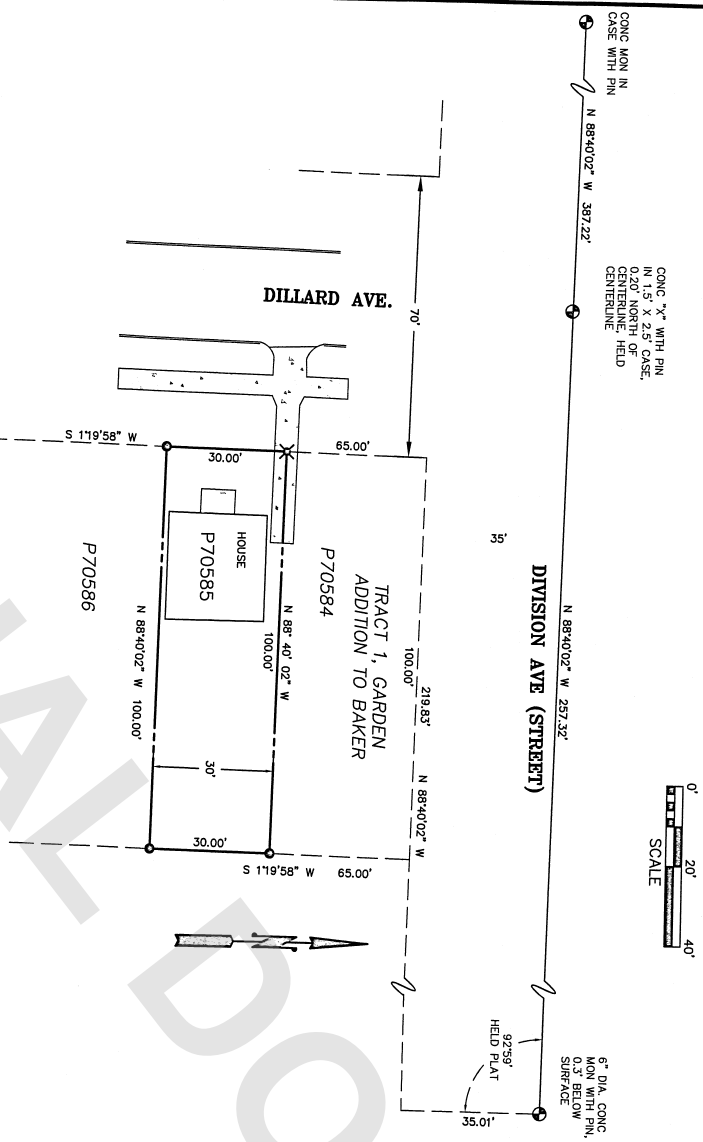 CONC MON IN
CASE WITH PIN
N 88°40'02" W 387.22'
CONC "X" WITH PIN
IN 1.5' X 2.5' CASE,
0.20' NORTH OF
CENTERLINE, HELD
CENTERLINE
DILLARD AVE.
70'
S 1°19'58" W
30.00'
65.00'
35'
DIVISION AVE (STREET)
N 88°40'02" W 257.32'
0'
20'
40'
SCALE
HOUSE
P70585
P70584
P70586
TRACT 1, GARDEN
ADDITION TO BAKER
219.83'
100.00'
N 88°40'02" W
N 88° 40' 02" W
100.00'
N 88°40'02" W 100.00'
30'
30.00'
S 1°19'58" W
65.00'
N
92°59'
HELD PLAT
35.01'
6" DIA. CONC
MON WITH PIN,
0.3' BELOW
SURFACE